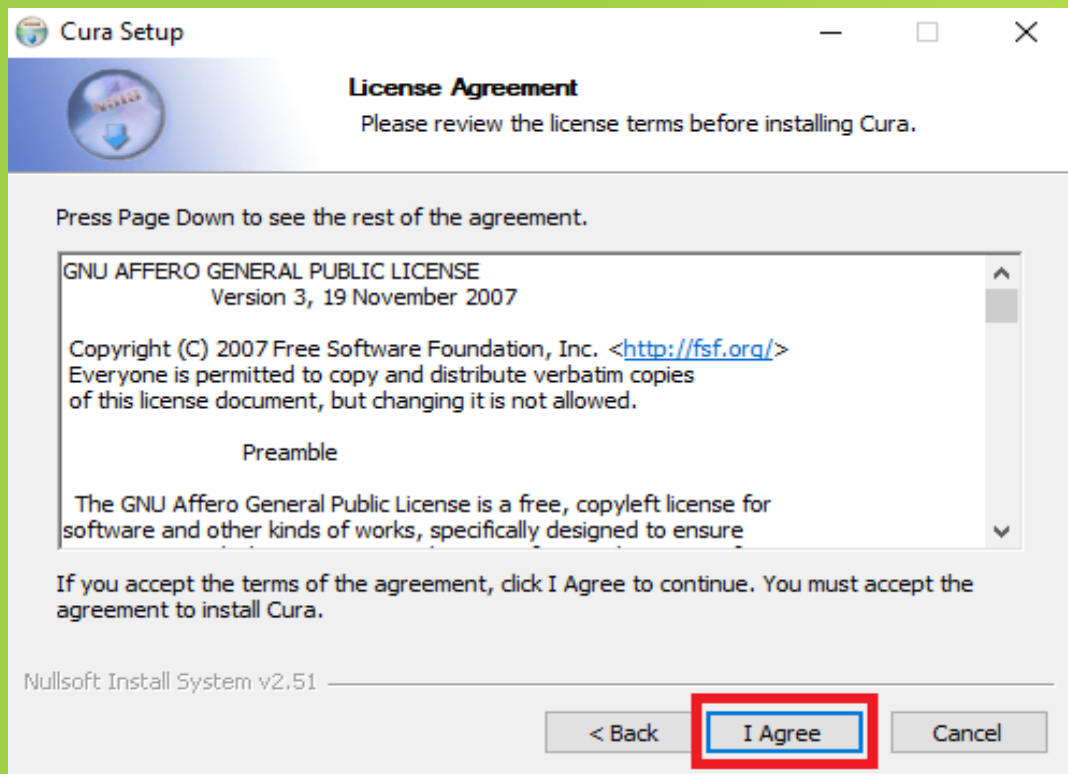 Cura Setup
License Agreement
Please review the license terms before installing Cura.
Press Page Down to see the rest of the agreement.
GNU AFFERO GENERAL PUBLIC LICENSE
Version 3, 19 November 2007
Copyright (C) 2007 Free Software Foundation, Inc. <http://fsf.org/>
Everyone is permitted to copy and distribute verbatim copies
of this license document, but changing it is not allowed.
Preamble
The GNU Affero General Public License is a free, copyleft license for
software and other kinds of works, specifically designed to ensure
If you accept the terms of the agreement, click I Agree to continue. You must accept the
agreement to install Cura.
Nullsoft Install System v2.51
< Back
I Agree
Cancel